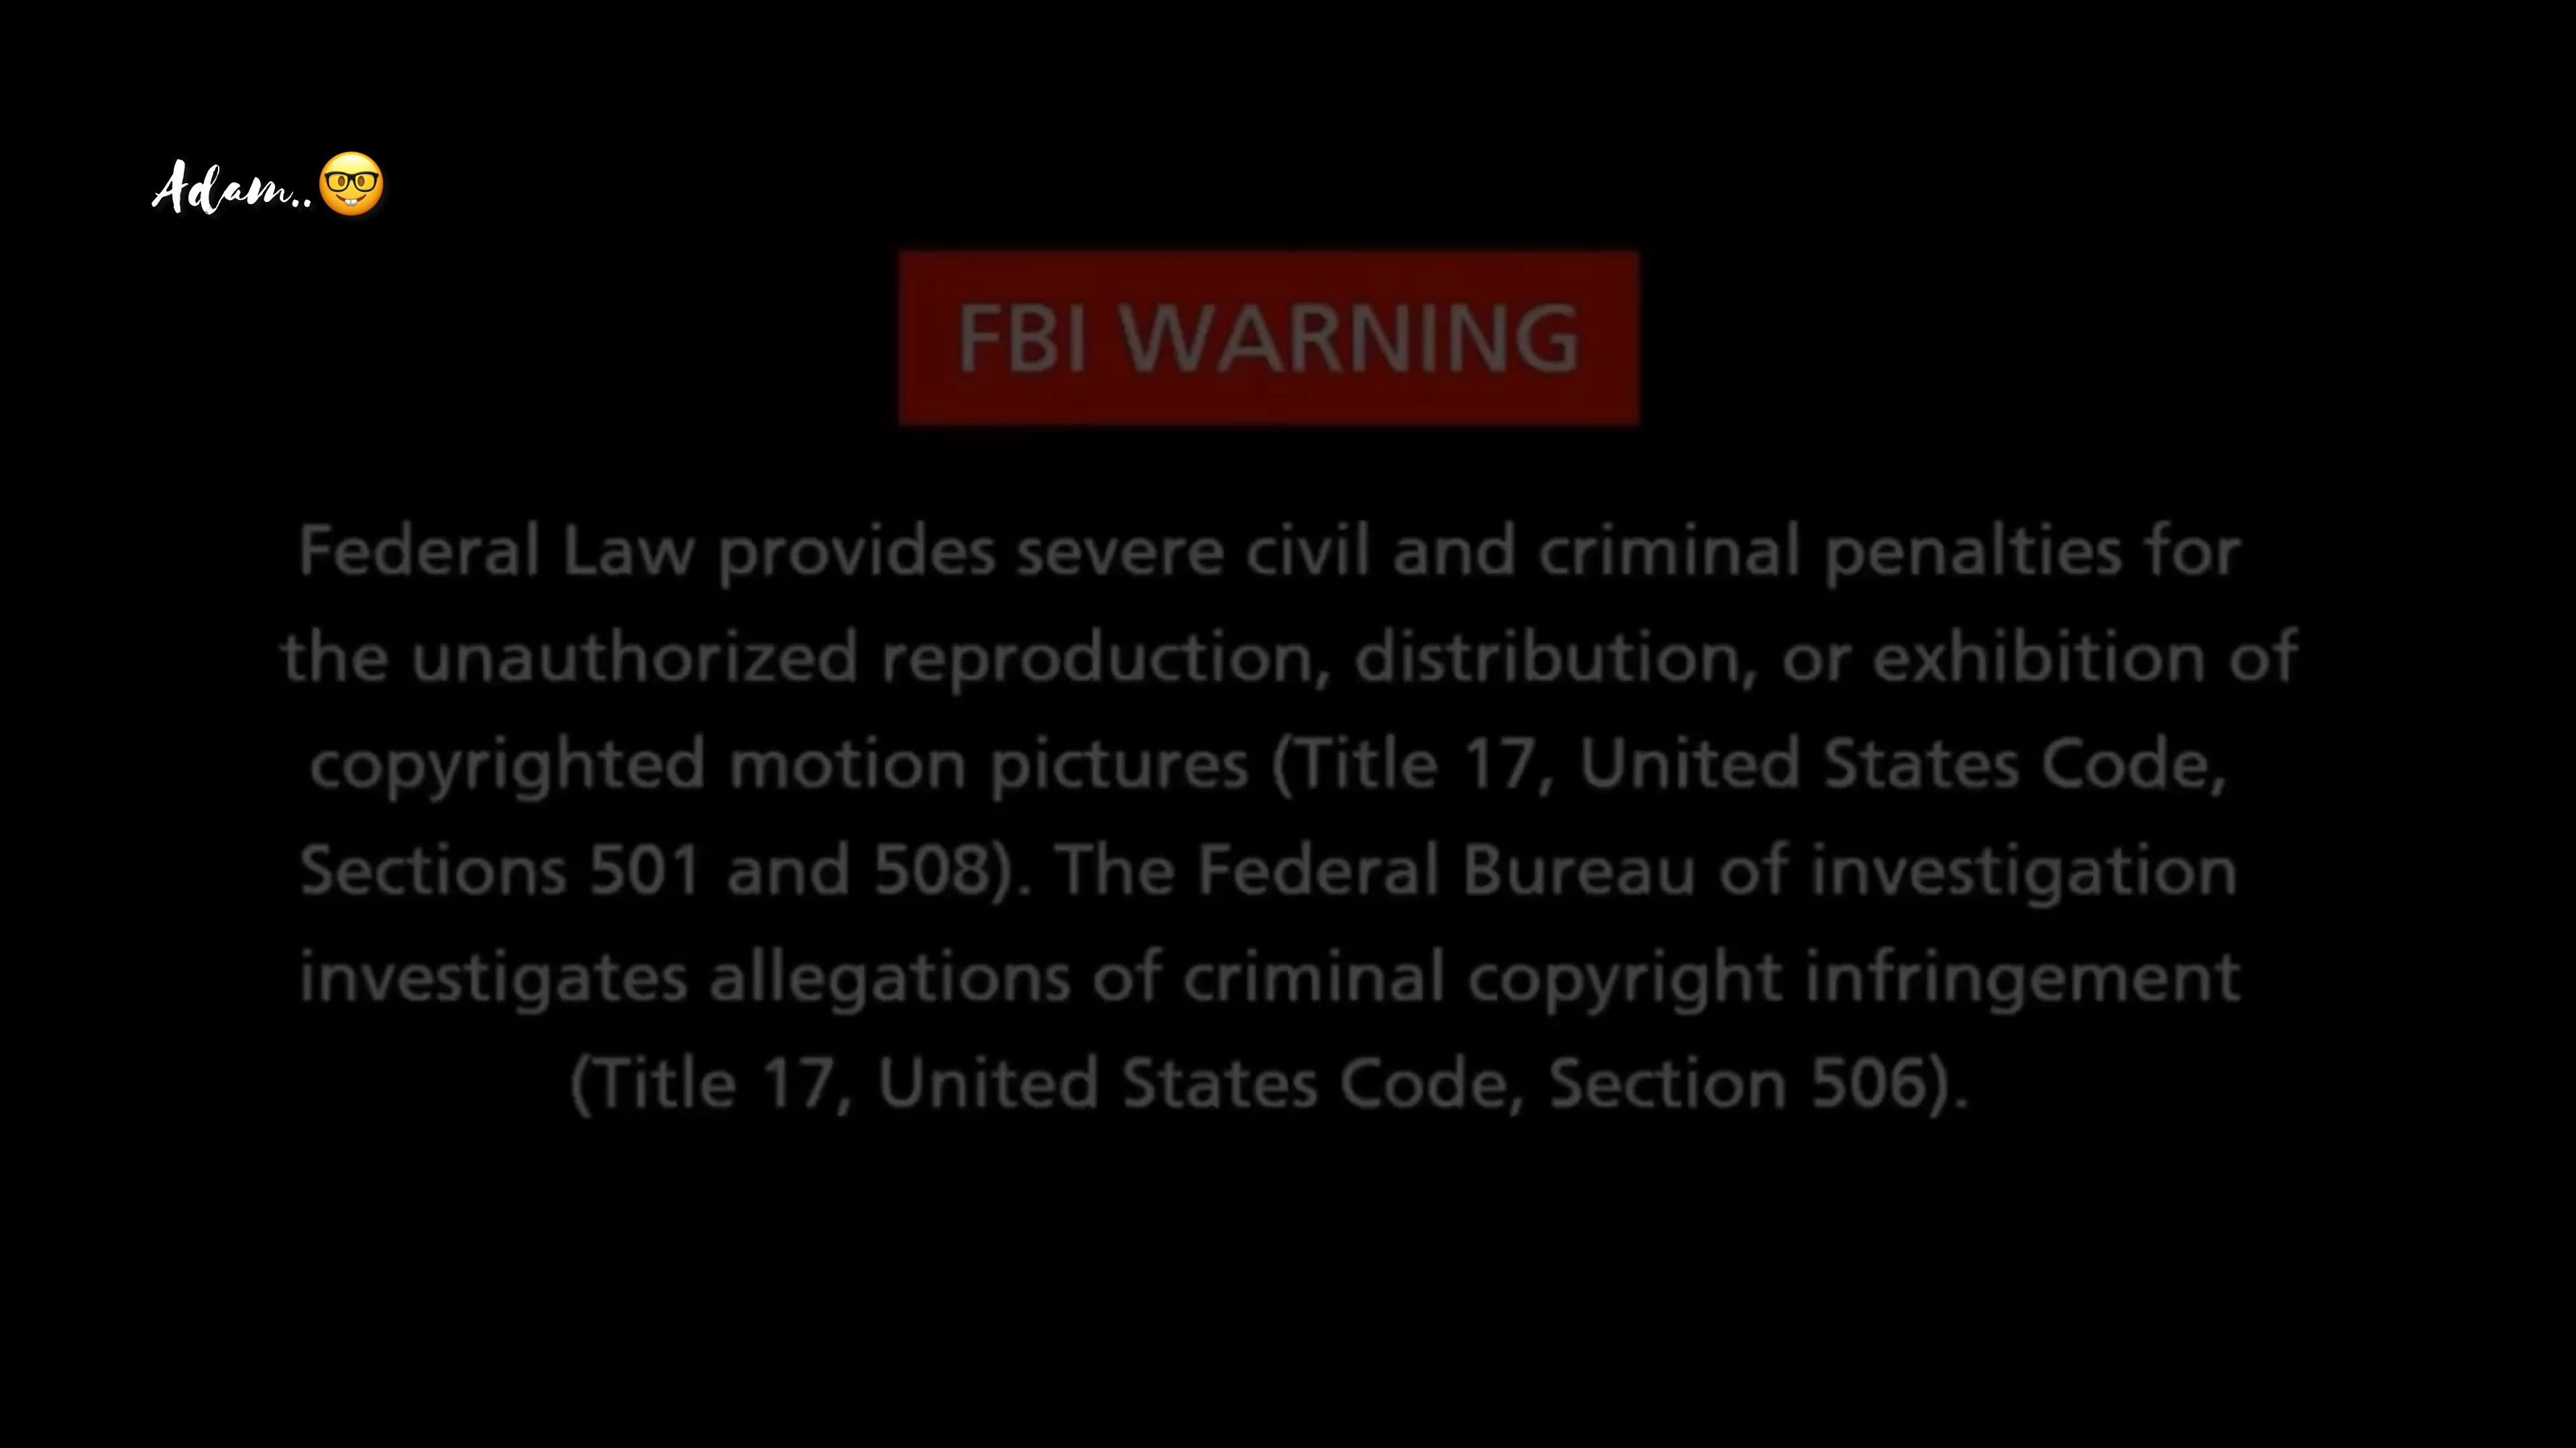 Adam..🤓
FBI WARNING
Federal Law provides severe civil and criminal penalties for
the unauthorized reproduction, distribution, or exhibition of
copyrighted motion pictures (Title 17, United States Code,
Sections 501 and 508). The Federal Bureau of investigation
investigates allegations of criminal copyright infringement
(Title 17, United States Code, Section 506).